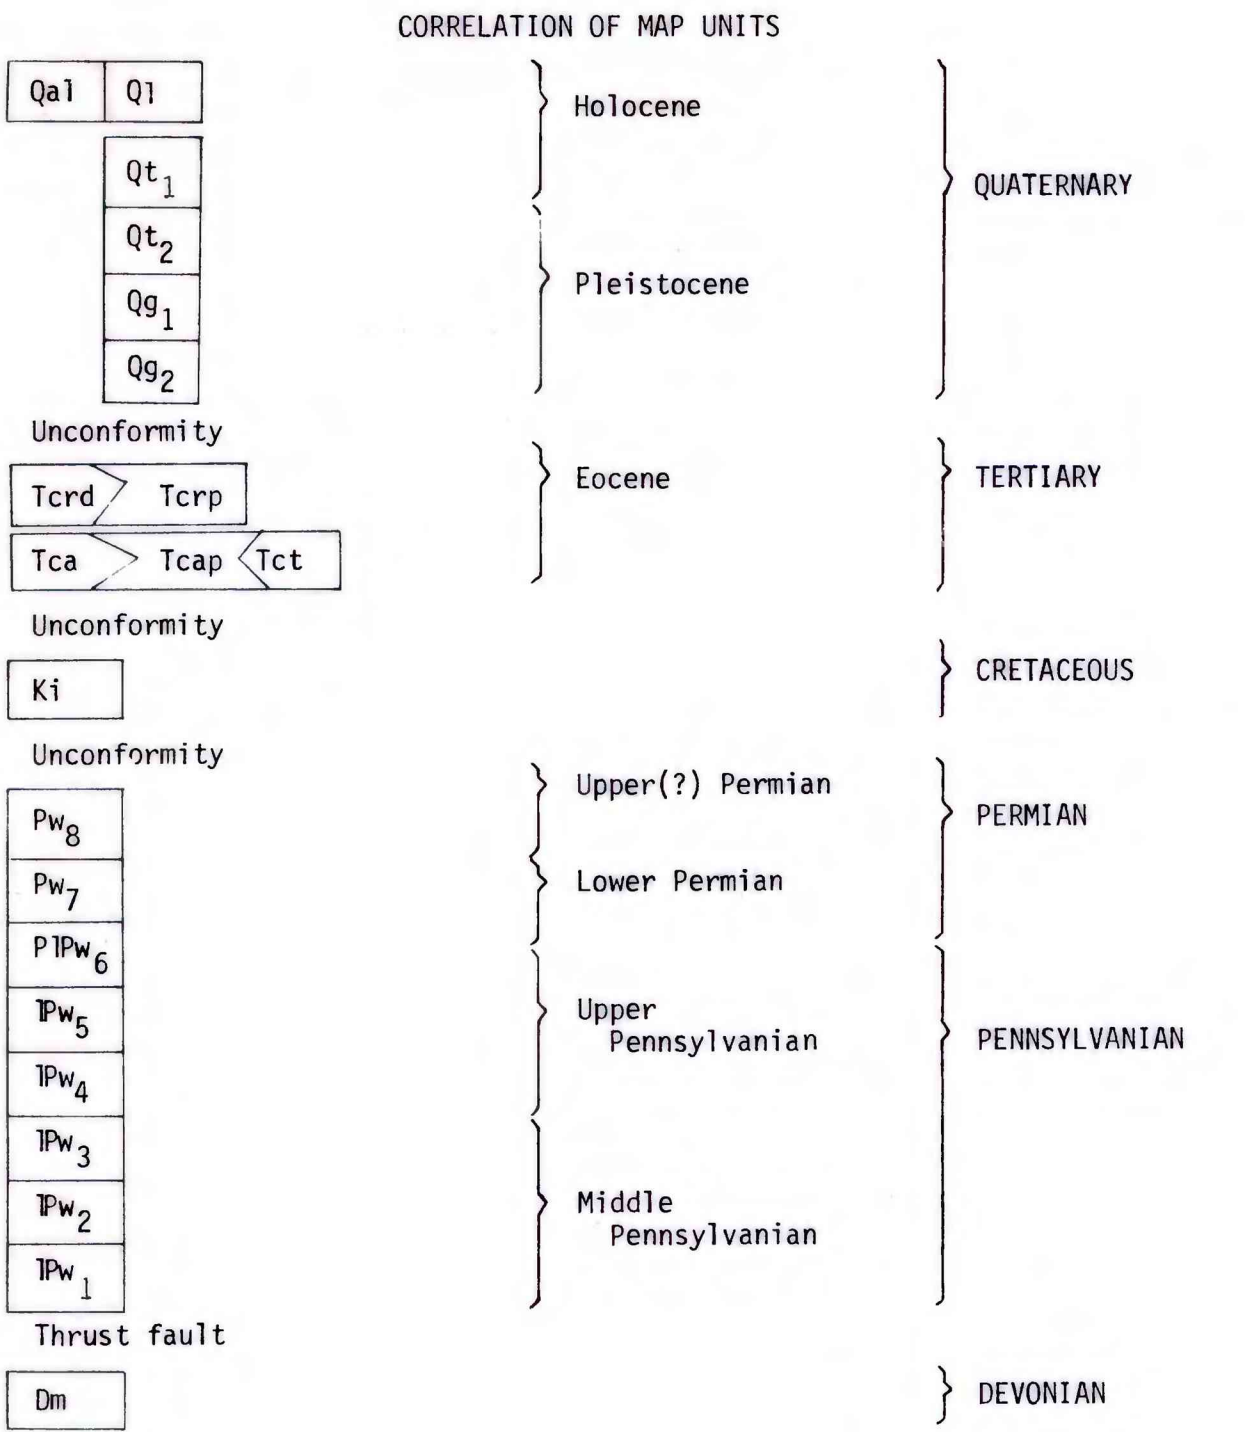 CORRELATION OF MAP UNITS
Qal Ql
Holocene
Qt1
QUATERNARY
Qt2
Pleistocene
Qg1
Qg2
Unconformity
Eocene
TERTIARY
Tcrd Tcrp
Tca Tcap Tct
Unconformity
CRETACEOUS
Ki
Unconformity
Upper(?) Permian
PERMIAN
Pw8
Lower Permian
Pw7
PIPw6
IPw5
Upper
Pennsylvanian
PENNSYLVANIAN
IPw4
IPw3
IPw2
Middle
Pennsylvanian
IPw1
Thrust fault
Dm
DEVONIAN